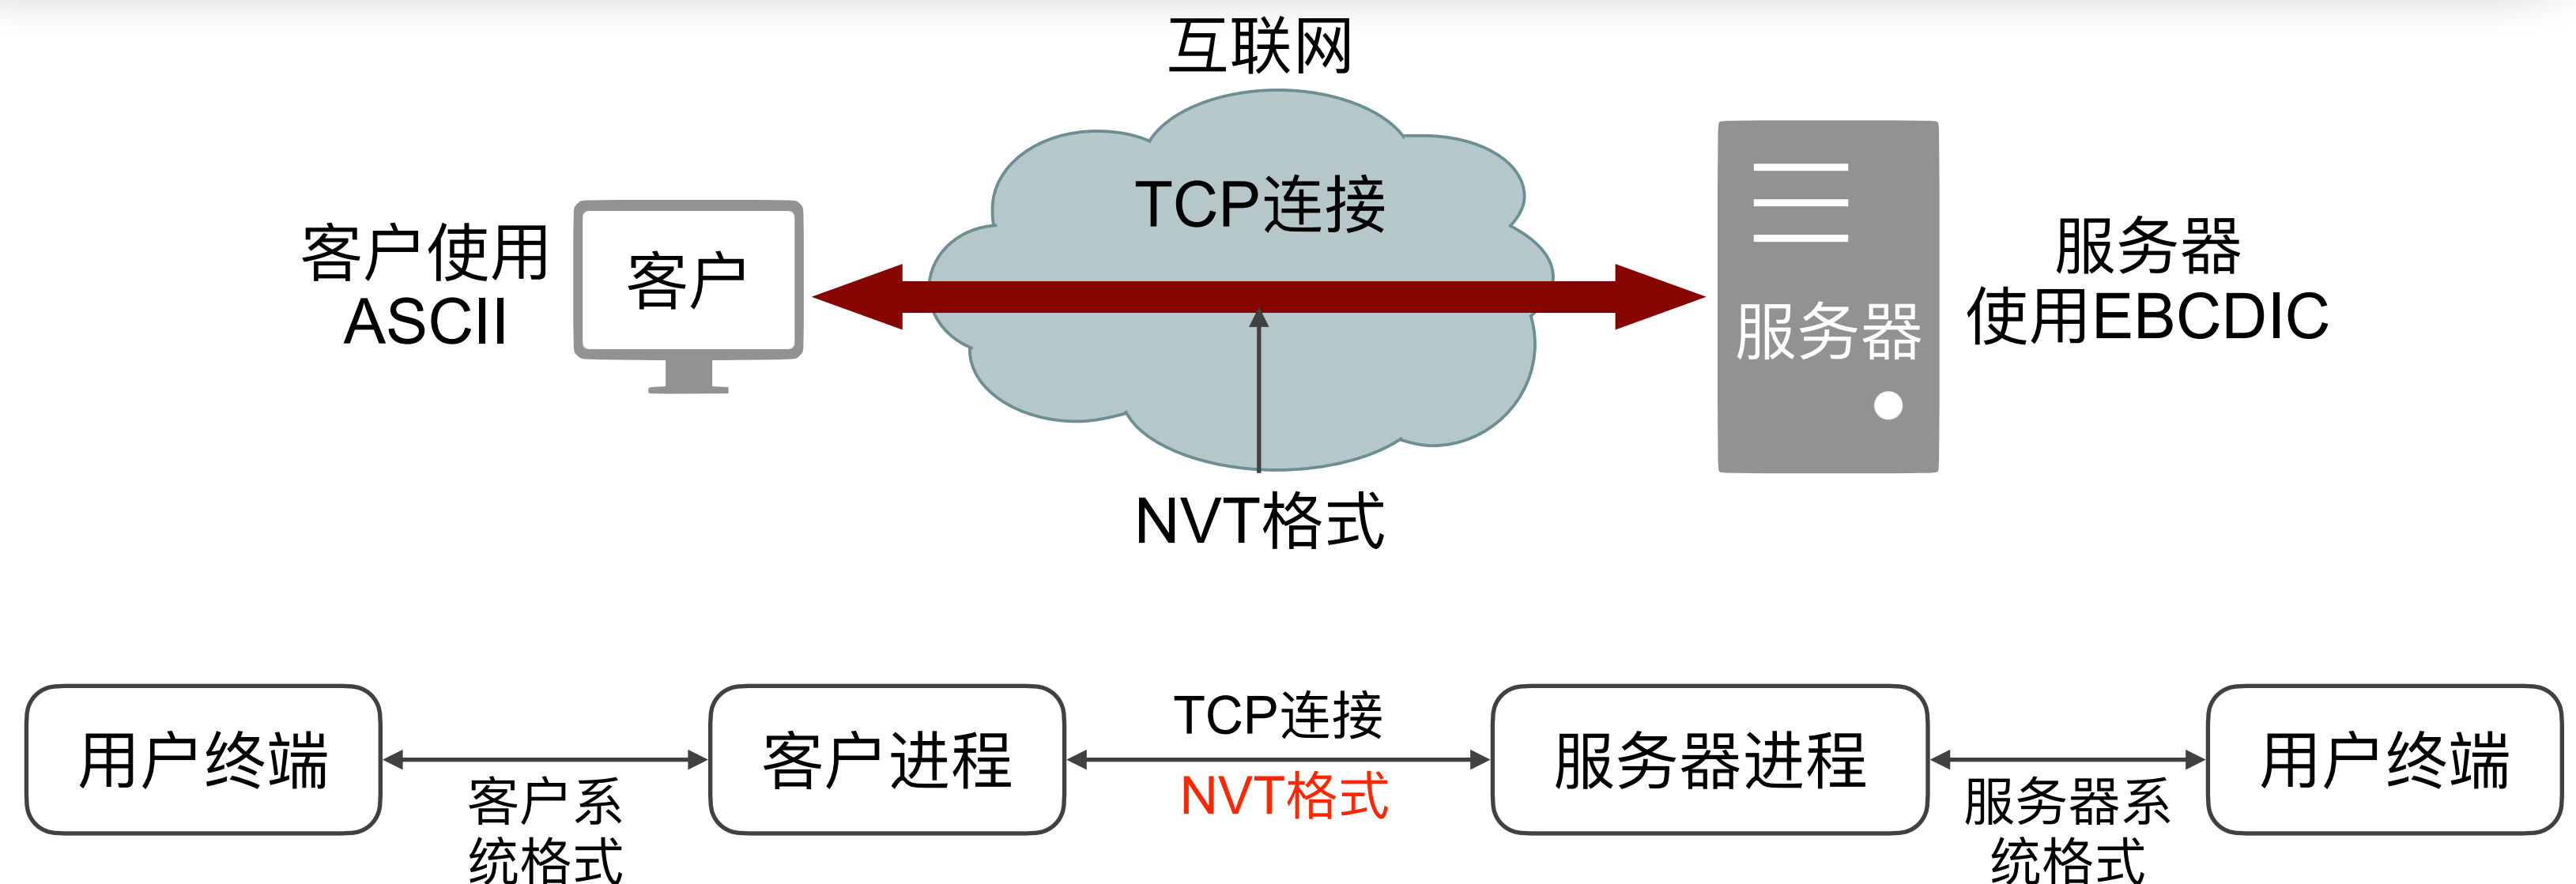 互联网
TCP连接
客户使用
ASCII
客户
服务器
服务器
使用EBCDIC
NVT格式
用户终端
客户系
统格式
客户进程
TCP连接
NVT格式
服务器进程
服务器系
统格式
用户终端